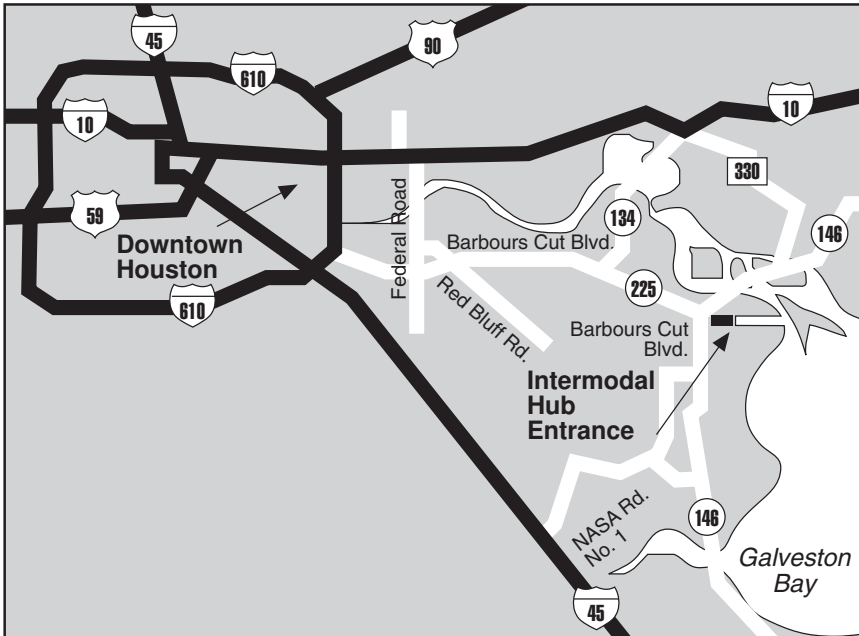 45
90
610
10
10
330
59
134
146
Downtown
Houston
Federal Road
Barbours Cut Blvd.
225
Red Bluff Rd.
610
Barbours Cut
Blvd.
Intermodal
Hub
Entrance
NASA Rd.
No. 1
146
Galveston
Bay
45